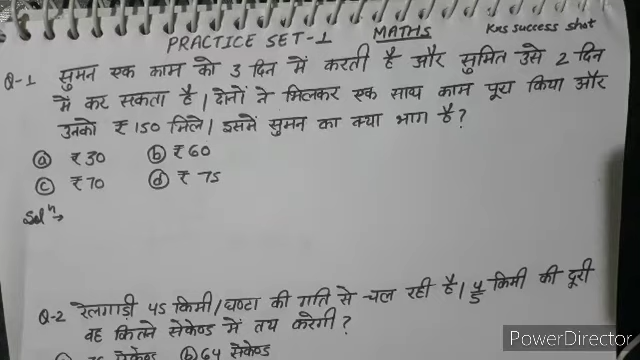 PRACTICE SET-1 MATHS Kas success shot
Q-1 सुमन एक काम को 3 दिन में करती है और सुमित उसे 2 दिन
में कर सकता है। दोनों ने मिलकर एक साथ काम पूरा किया और
उनको ₹150 मिले। इसमें सुमन का क्या भाग है?
ⓐ ₹30 ⓑ ₹60
ⓒ ₹70 ⓓ ₹75
Solⁿ→
Q-2 रेलगाड़ी 45 किमी/घण्टा की गति से चल रही है। 4/5 किमी की दूरी
वह कितने सेकेण्ड में तय करेगी?
ⓑ 64 सेकेण्ड
PowerDirector